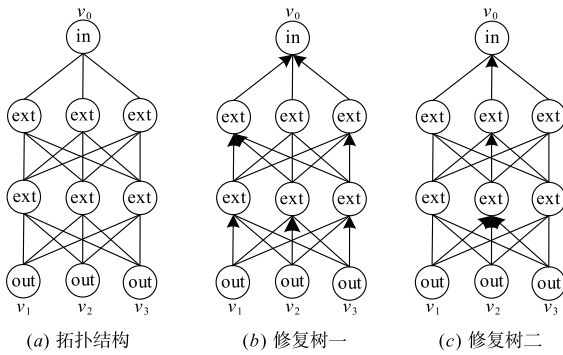 v₀ v₀ v₀
in in in
ext ext ext ext ext ext ext ext ext
ext ext ext ext ext ext ext ext ext
out out out out out out out out out
v₁ v₂ v₃ v₁ v₂ v₃ v₁ v₂ v₃
(a) 拓扑结构 (b) 修复树一 (c) 修复树二